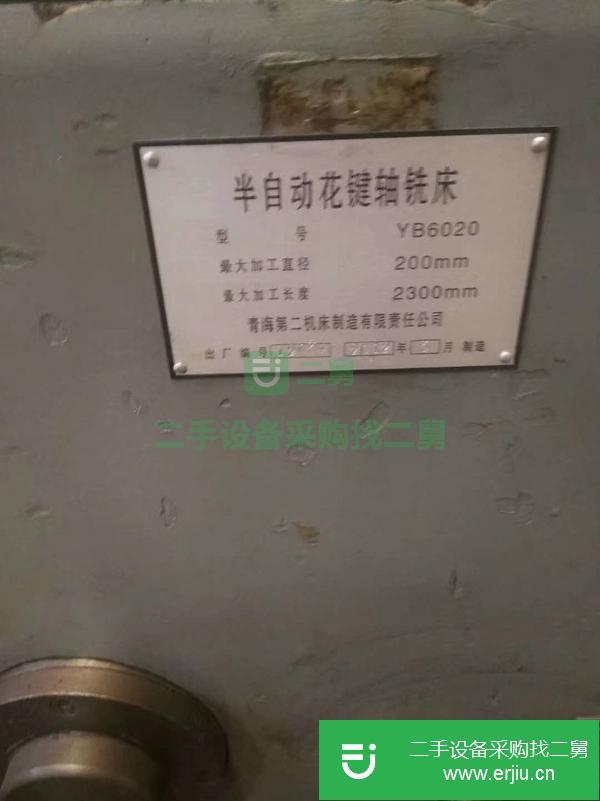 半自动花键轴铣床
型号 YB6020
最大加工直径 200mm
最大加工长度 2300mm
青海第二机床制造有限责任公司
出厂编号 年 月 制造
二舅
二手设备采购找二舅
二手设备采购找二舅
www.erjiu.cn